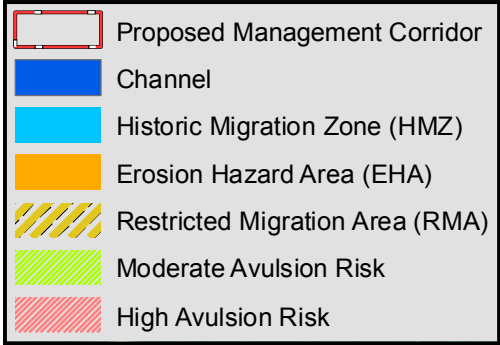 Proposed Management Corridor
Channel
Historic Migration Zone (HMZ)
Erosion Hazard Area (EHA)
Restricted Migration Area (RMA)
Moderate Avulsion Risk
High Avulsion Risk